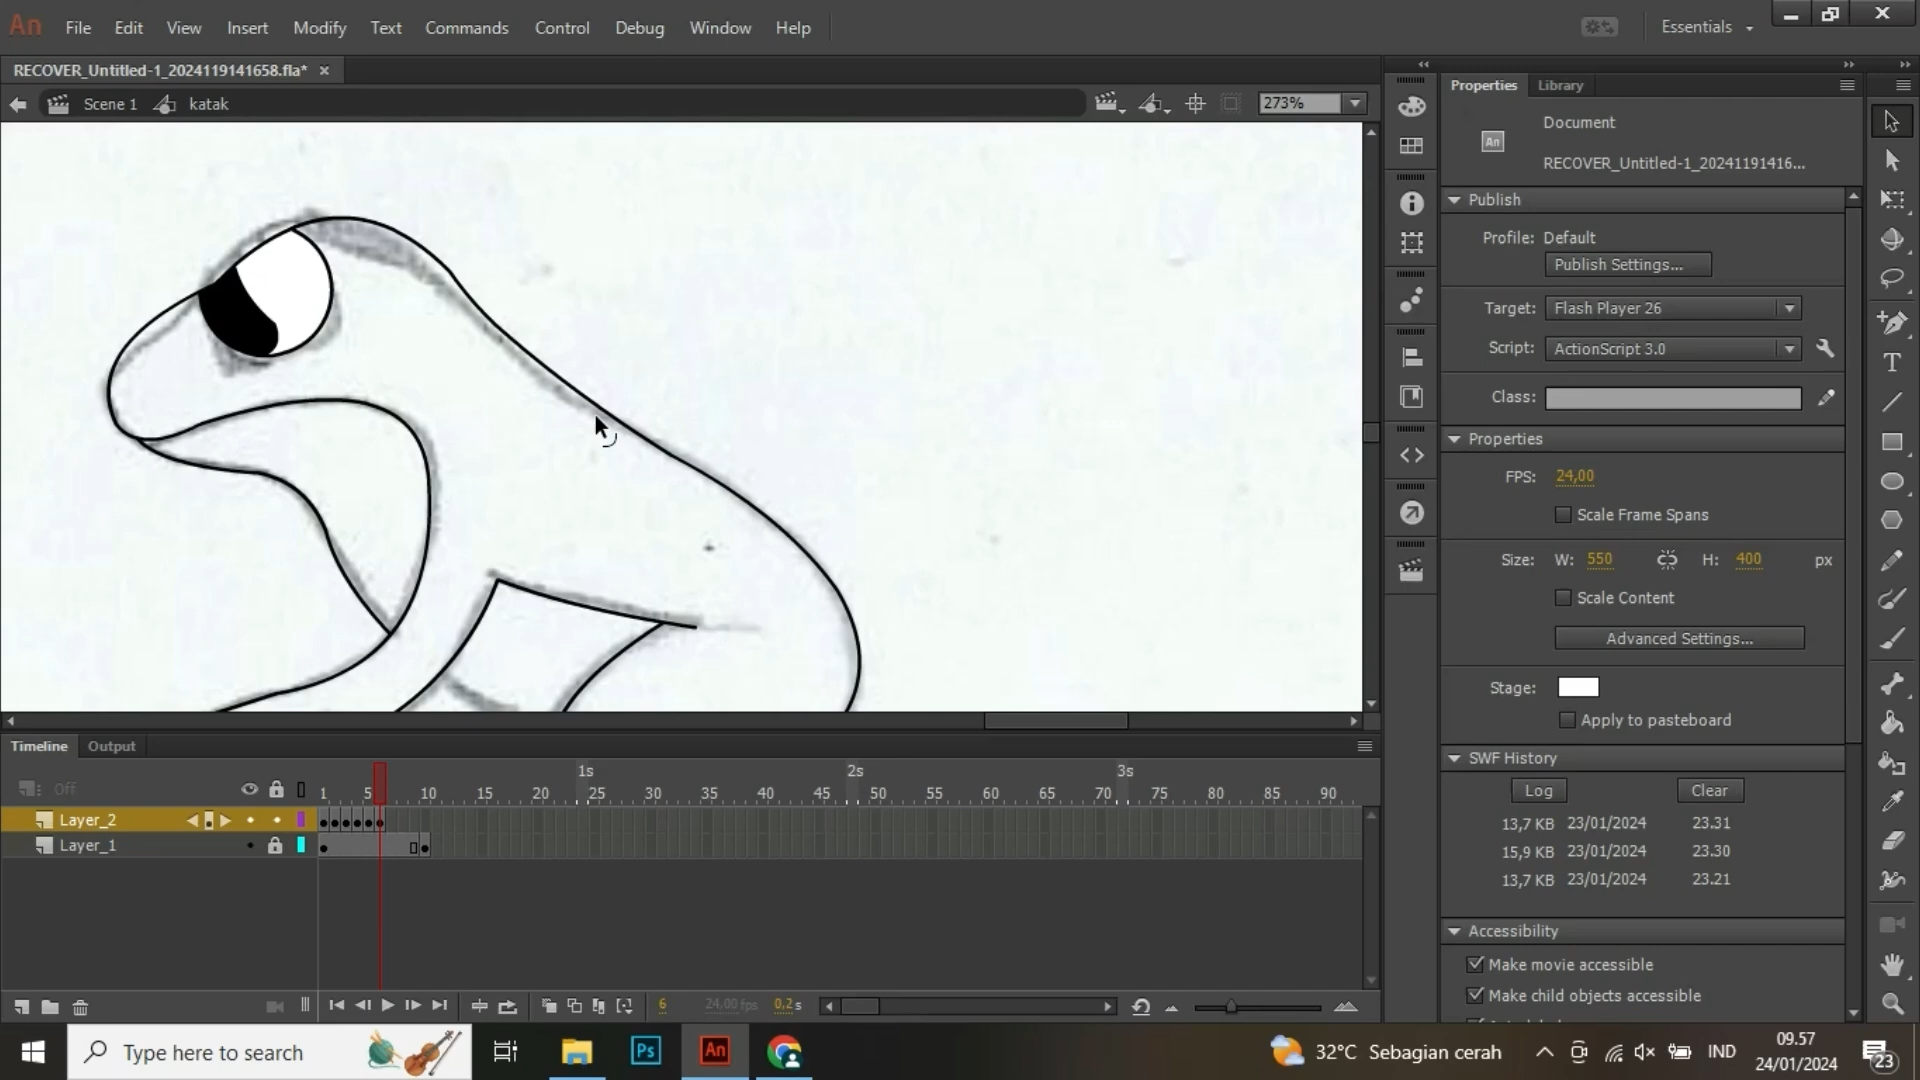 An File Edit View Insert Modify Text Commands Control Debug Window Help Essentials
RECOVER_Untitled-1_2024119141658.fla* ×
Scene 1 katak 273%
Properties Library
Document
An RECOVER_Untitled-1_20241191416...
Publish
Profile: Default
Publish Settings...
Target: Flash Player 26
Script: ActionScript 3.0
Class:
Properties
FPS: 24,00
Scale Frame Spans
Size: W: 550 H: 400 px
Scale Content
Advanced Settings...
Stage:
Apply to pasteboard
SWF History
Log Clear
13,7 KB 23/01/2024 23.31
15,9 KB 23/01/2024 23.30
13,7 KB 23/01/2024 23.21
Accessibility
Make movie accessible
Make child objects accessible
Timeline Output
1s 2s 3s
Off 1 5 10 15 20 25 30 35 40 45 50 55 60 65 70 75 80 85 90
Layer_2
Layer_1
6 24,00 fps 0,2 s
Type here to search
Ps An
32°C Sebagian cerah IND
09.57
24/01/2024
23